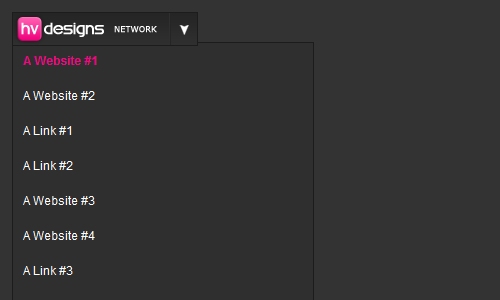 hv designs NETWORK
A Website #1
A Website #2
A Link #1
A Link #2
A Website #3
A Website #4
A Link #3